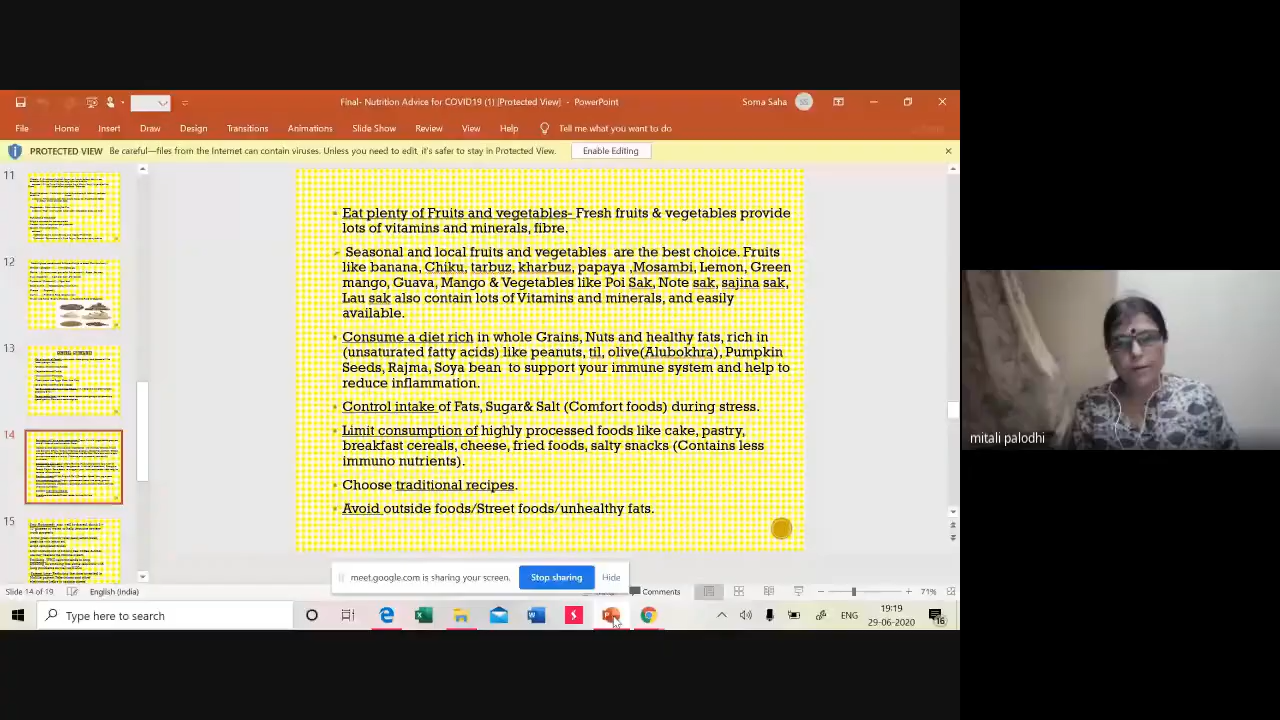 Final- Nutrition Advice for COVID19 (1) [Protected View] - PowerPoint
Soma Saha
SS
File Home Insert Draw Design Transitions Animations Slide Show Review View Help Tell me what you want to do
PROTECTED VIEW Be careful—files from the Internet can contain viruses. Unless you need to edit, it's safer to stay in Protected View. Enable Editing
11
12
13
14
15
Eat plenty of Fruits and vegetables- Fresh fruits & vegetables provide
lots of vitamins and minerals, fibre.
Seasonal and local fruits and vegetables are the best choice. Fruits
like banana, Chiku, tarbuz, kharbuz, papaya ,Mosambi, Lemon, Green
mango, Guava, Mango & Vegetables like Poi Sak, Note sak, sajina sak,
Lau sak also contain lots of Vitamins and minerals, and easily
available.
Consume a diet rich in whole Grains, Nuts and healthy fats, rich in
(unsaturated fatty acids) like peanuts, til, olive(Alubokhra), Pumpkin
Seeds, Rajma, Soya bean to support your immune system and help to
reduce inflammation.
Control intake of Fats, Sugar& Salt (Comfort foods) during stress.
Limit consumption of highly processed foods like cake, pastry,
breakfast cereals, cheese, fried foods, salty snacks (Contains less
immuno nutrients).
Choose traditional recipes.
Avoid outside foods/Street foods/unhealthy fats.
mitali palodhi
meet.google.com is sharing your screen. Stop sharing Hide
Slide 14 of 19 English (India) Comments 71%
Type here to search
ENG
19:19
29-06-2020
16